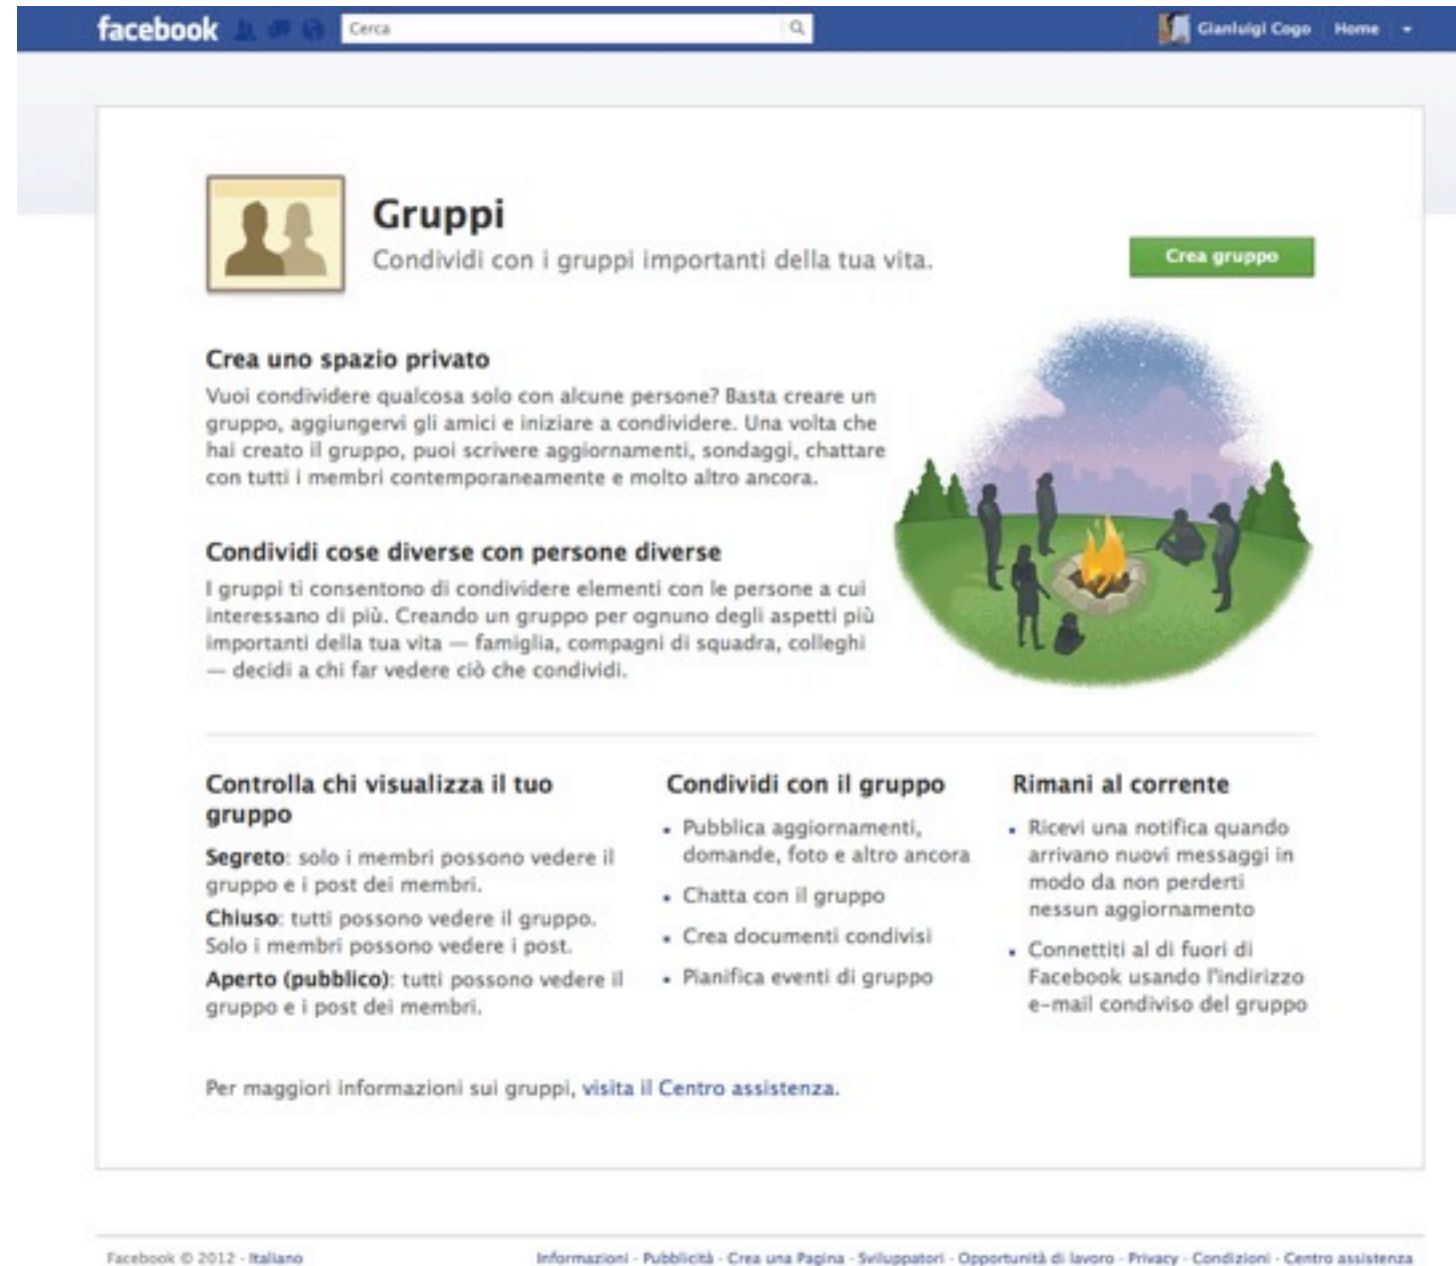 facebook
Cerca
Gianluigi Cogo Home
Gruppi
Condividi con i gruppi importanti della tua vita.
Crea gruppo
Crea uno spazio privato
Vuoi condividere qualcosa solo con alcune persone? Basta creare un
gruppo, aggiungervi gli amici e iniziare a condividere. Una volta che
hai creato il gruppo, puoi scrivere aggiornamenti, sondaggi, chattare
con tutti i membri contemporaneamente e molto altro ancora.
Condividi cose diverse con persone diverse
I gruppi ti consentono di condividere elementi con le persone a cui
interessano di più. Creando un gruppo per ognuno degli aspetti più
importanti della tua vita — famiglia, compagni di squadra, colleghi
— decidi a chi far vedere ciò che condividi.
Controlla chi visualizza il tuo
gruppo
Segreto: solo i membri possono vedere il
gruppo e i post dei membri.
Chiuso: tutti possono vedere il gruppo.
Solo i membri possono vedere i post.
Aperto (pubblico): tutti possono vedere il
gruppo e i post dei membri.
Condividi con il gruppo
• Pubblica aggiornamenti,
domande, foto e altro ancora
• Chatta con il gruppo
• Crea documenti condivisi
• Pianifica eventi di gruppo
Rimani al corrente
• Ricevi una notifica quando
arrivano nuovi messaggi in
modo da non perderti
nessun aggiornamento
• Connettiti al di fuori di
Facebook usando l'indirizzo
e-mail condiviso del gruppo
Per maggiori informazioni sui gruppi, visita il Centro assistenza.
Facebook © 2012 · Italiano
Informazioni · Pubblicità · Crea una Pagina · Sviluppatori · Opportunità di lavoro · Privacy · Condizioni · Centro assistenza